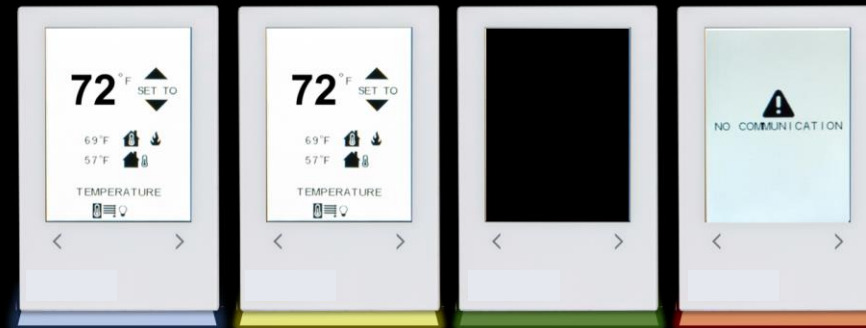 72°F
SET TO
69°F
57°F
TEMPERATURE
72°F
SET TO
69°F
57°F
TEMPERATURE
NO COMMUNICATION